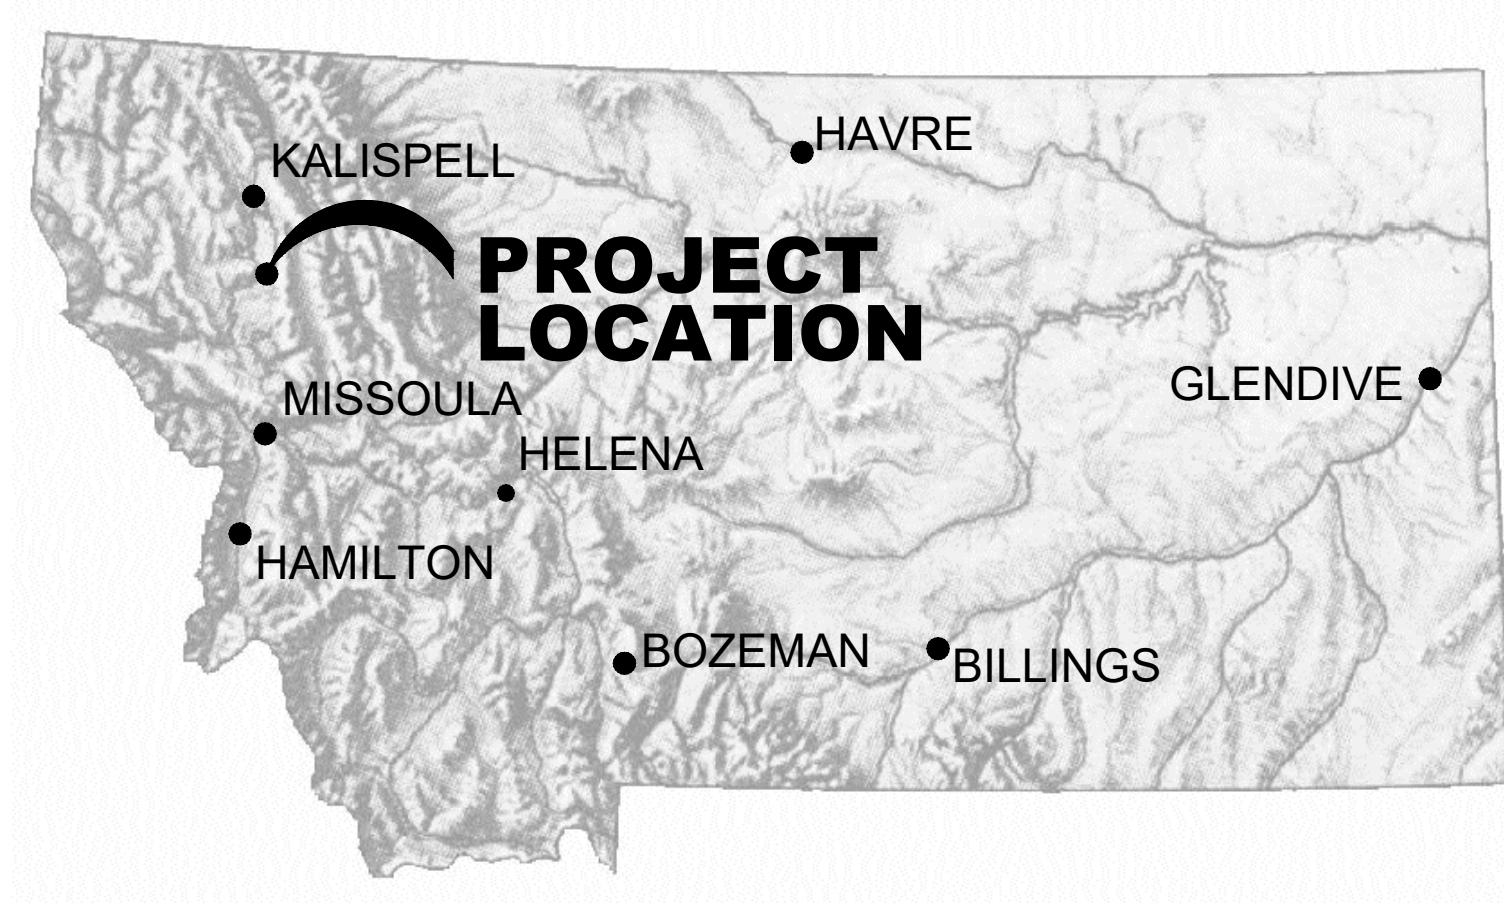 HAVRE
KALISPELL
PROJECT
LOCATION
GLENDIVE
MISSOULA
HELENA
HAMILTON
BOZEMAN
BILLINGS